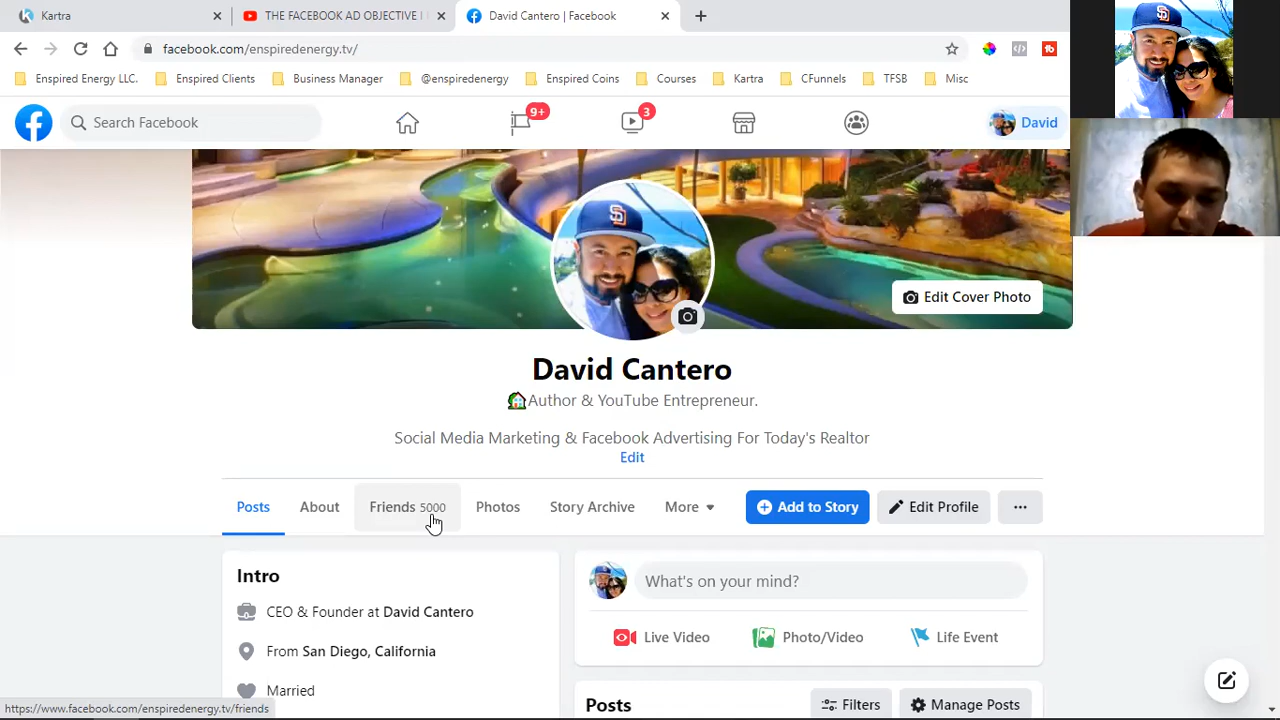 Kartra
THE FACEBOOK AD OBJECTIVE
David Cantero | Facebook
facebook.com/enspiredenergy.tv/
Enspired Energy LLC.
Enspired Clients
Business Manager
@enspiredenergy
Enspired Coins
Courses
Kartra
CFunnels
TFSB
Misc
Search Facebook
9+
3
David
Edit Cover Photo
David Cantero
Author & YouTube Entrepreneur.
Social Media Marketing & Facebook Advertising For Today's Realtor
Edit
Posts
About
Friends 5000
Photos
Story Archive
More
Add to Story
Edit Profile
Intro
What's on your mind?
CEO & Founder at David Cantero
Live Video
Photo/Video
Life Event
From San Diego, California
Married
Posts
Filters
Manage Posts
https://www.facebook.com/enspiredenergy.tv/friends